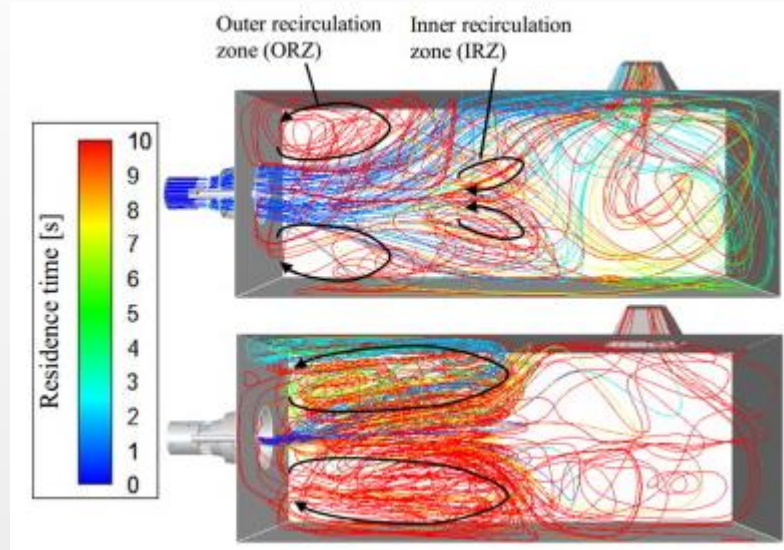 Outer recirculation
zone (ORZ)
Inner recirculation
zone (IRZ)
Residence time [s]
10
9
8
7
6
5
4
3
2
1
0